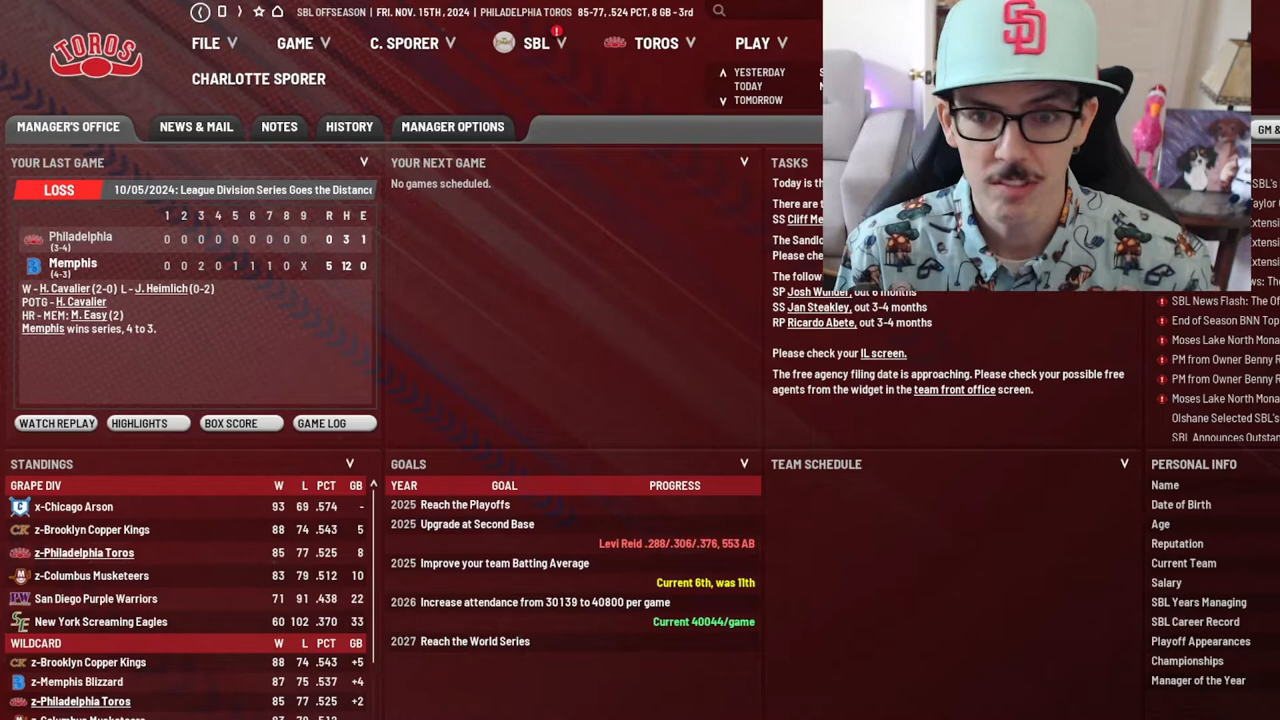 SBL OFFSEASON | FRI. NOV. 15TH, 2024 | PHILADELPHIA TOROS 85-77, .524 PCT, 8 GB - 3rd
TOROS
FILE GAME C. SPORER SBL TOROS PLAY
CHARLOTTE SPORER
YESTERDAY
TODAY
TOMORROW
SD
MANAGER'S OFFICE NEWS & MAIL NOTES HISTORY MANAGER OPTIONS GM &
YOUR LAST GAME
LOSS 10/05/2024: League Division Series Goes the Distance
1 2 3 4 5 6 7 8 9 R H E
Philadelphia 0 0 0 0 0 0 0 0 0 0 3 1
(3-4)
Memphis 0 0 2 0 1 1 1 0 X 5 12 0
(4-3)
W - H. Cavalier (2-0) L - J. Heimlich (0-2)
POTG - H. Cavalier
HR - MEM: M. Easy (2)
Memphis wins series, 4 to 3.
WATCH REPLAY HIGHLIGHTS BOX SCORE GAME LOG
YOUR NEXT GAME
No games scheduled.
TASKS
Today is th
There are
SS Cliff Me
The Sandlo
Please che
The follow
SP Josh Wunder, out 6 months
SS Jan Steakley, out 3-4 months
RP Ricardo Abete, out 3-4 months
Please check your IL screen.
The free agency filing date is approaching. Please check your possible free
agents from the widget in the team front office screen.
SBL's
Taylor
Extensi
Extensi
SBL News Flash: The Of
End of Season BNN Top
Moses Lake North Mona
PM from Owner Benny R
PM from Owner Benny R
Moses Lake North Mona
Olshane Selected SBL's
SBL Announces Outstan
STANDINGS
GRAPE DIV W L PCT GB
x-Chicago Arson 93 69 .574 -
z-Brooklyn Copper Kings 88 74 .543 5
z-Philadelphia Toros 85 77 .525 8
z-Columbus Musketeers 83 79 .512 10
San Diego Purple Warriors 71 91 .438 22
New York Screaming Eagles 60 102 .370 33
WILDCARD W L PCT GB
z-Brooklyn Copper Kings 88 74 .543 +5
z-Memphis Blizzard 87 75 .537 +4
z-Philadelphia Toros 85 77 .525 +2
z-Columbus Musketeers 83 79 .512
GOALS
YEAR GOAL PROGRESS
2025 Reach the Playoffs
2025 Upgrade at Second Base
Levi Reid .288/.306/.376, 553 AB
2025 Improve your team Batting Average
Current 6th, was 11th
2026 Increase attendance from 30139 to 40800 per game
Current 40044/game
2027 Reach the World Series
TEAM SCHEDULE
PERSONAL INFO
Name
Date of Birth
Age
Reputation
Current Team
Salary
SBL Years Managing
SBL Career Record
Playoff Appearances
Championships
Manager of the Year